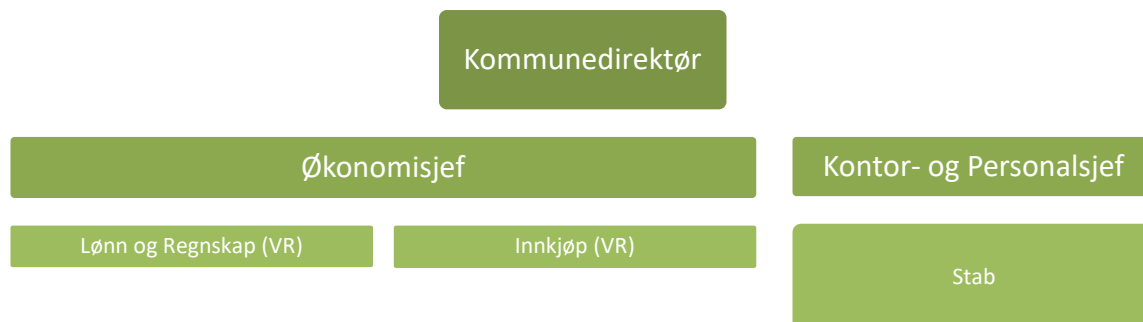 Kommunedirektør
Økonomisjef
Kontor- og Personalsjef
Lønn og Regnskap (VR)
Innkjøp (VR)
Stab